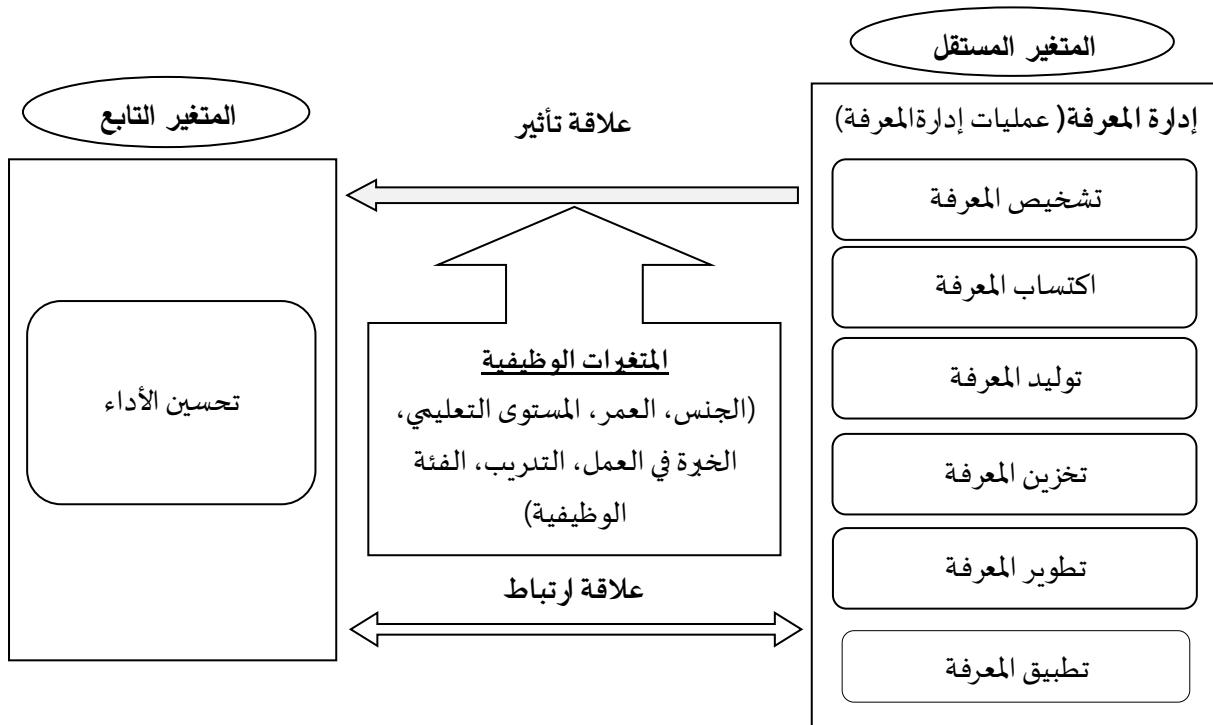 المتغير المستقل
إدارة المعرفة( عمليات إدارةالمعرفة)
تشخيص المعرفة
اكتساب المعرفة
توليد المعرفة
تخزين المعرفة
تطوير المعرفة
تطبيق المعرفة
علاقة تأثير
المتغيرات الوظيفية
(الجنس، العمر، المستوى التعليمي،
الخبرة في العمل، التدريب، الفئة
الوظيفية)
علاقة ارتباط
المتغير التابع
تحسين الأداء